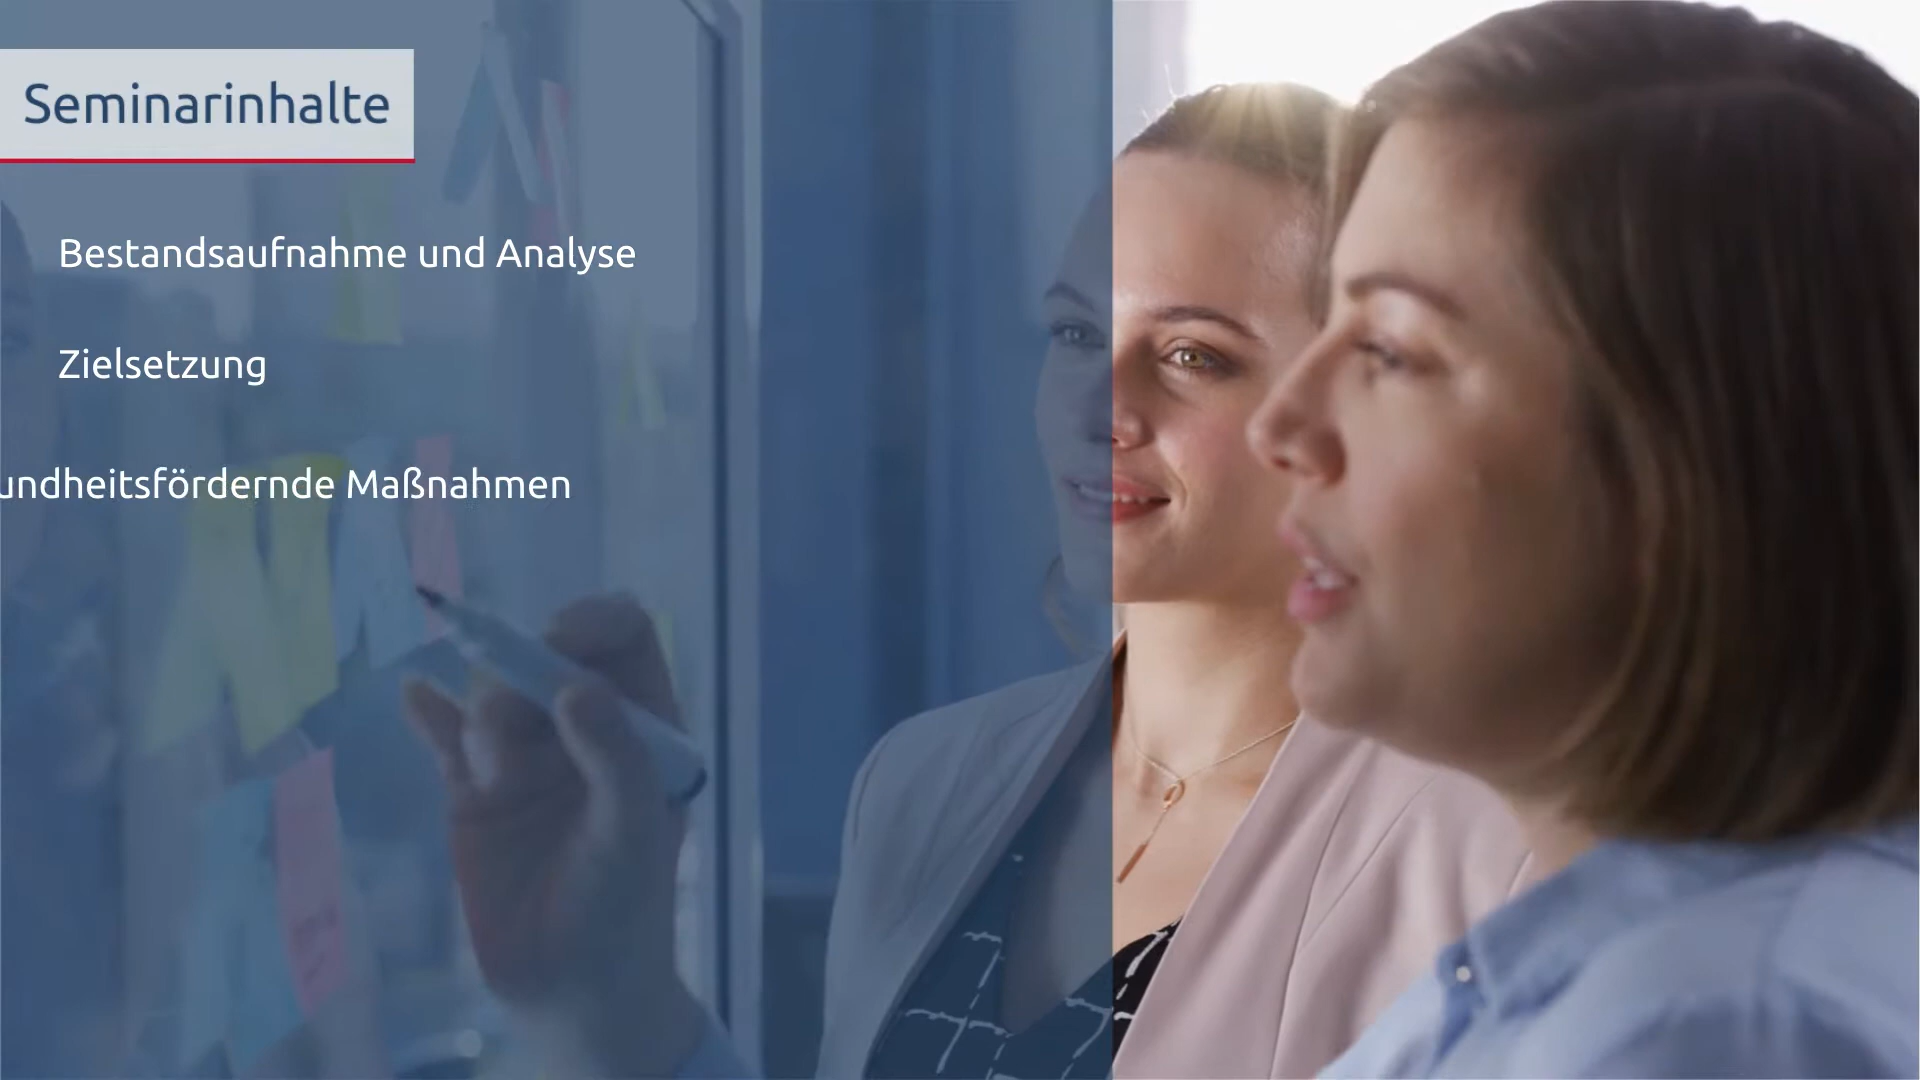 Seminarinhalte
Bestandsaufnahme und Analyse
Zielsetzung
undheitsfördernde Maßnahmen